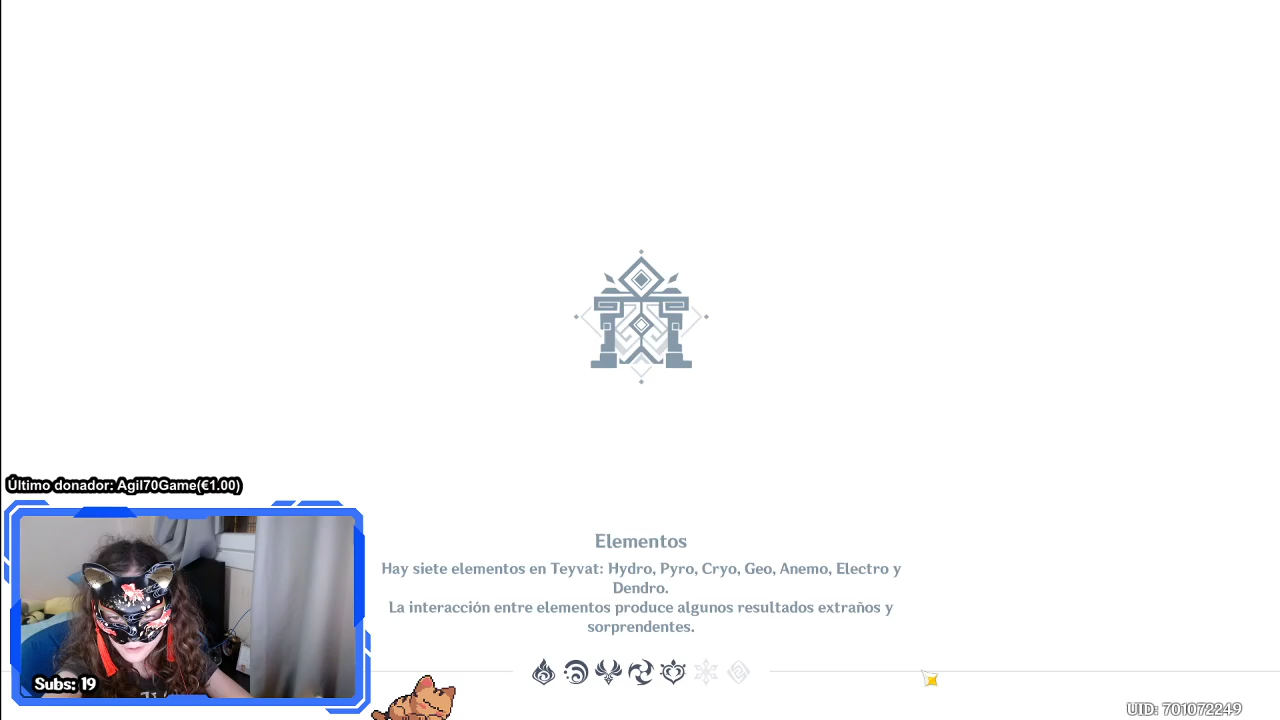 Último donador: Agil70Game(€1.00)
Elementos
Hay siete elementos en Teyvat: Hydro, Pyro, Cryo, Geo, Anemo, Electro y
Dendro.
La interacción entre elementos produce algunos resultados extraños y
sorprendentes.
Subs: 19
UID: 701072249